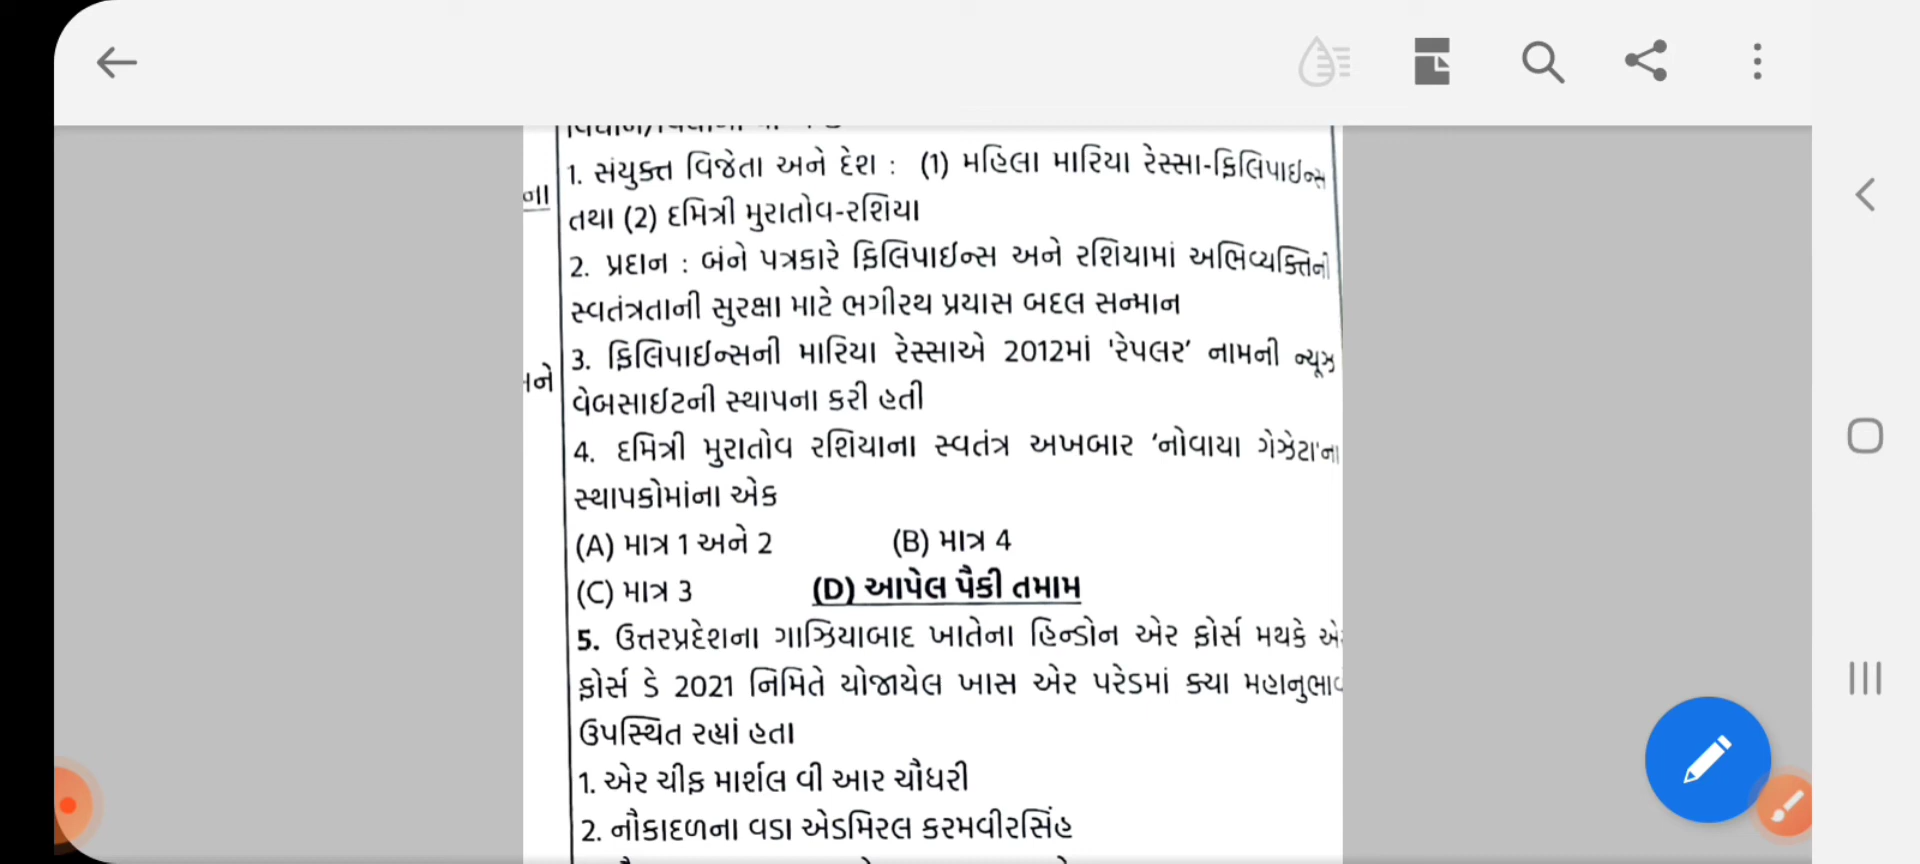 ના
1. સંયુક્ત વિજેતા અને દેશ : (1) મહિલા મારિયા રેસ્સા-ફિલિપાઇન્સ
તથા (2) દમિત્રી મુરાતોવ-રશિયા
2. પ્રદાન : બંને પત્રકારે ફિલિપાઈન્સ અને રશિયામાં અભિવ્યક્તિની
સ્વતંત્રતાની સુરક્ષા માટે ભગીરથ પ્રયાસ બદલ સન્માન
3. ફિલિપાઈન્સની મારિયા રેસ્સાએ 2012માં 'રેપલર' નામની ન્યૂઝ
અને
વેબસાઈટની સ્થાપના કરી હતી
4. દમિત્રી મુરાતોવ રશિયાના સ્વતંત્ર અખબાર 'નોવાયા ગેઝેટા'ના
સ્થાપકોમાંના એક
(A) માત્ર 1 અને 2 (B) માત્ર 4
(C) માત્ર 3 (D) આપેલ પૈકી તમામ
5. ઉત્તરપ્રદેશના ગાઝિયાબાદ ખાતેના હિન્ડોન એર ફોર્સ મથકે
ફોર્સ ડે 2021 નિમિતે યોજાયેલ ખાસ એર પરેડમાં ક્યા મહાનુભાવ
ઉપસ્થિત રહ્યાં હતા
1. એર ચીફ માર્શલ વી આર ચૌધરી
2. નૌકાદળના વડા એડમિરલ કરમવીરસિંહ